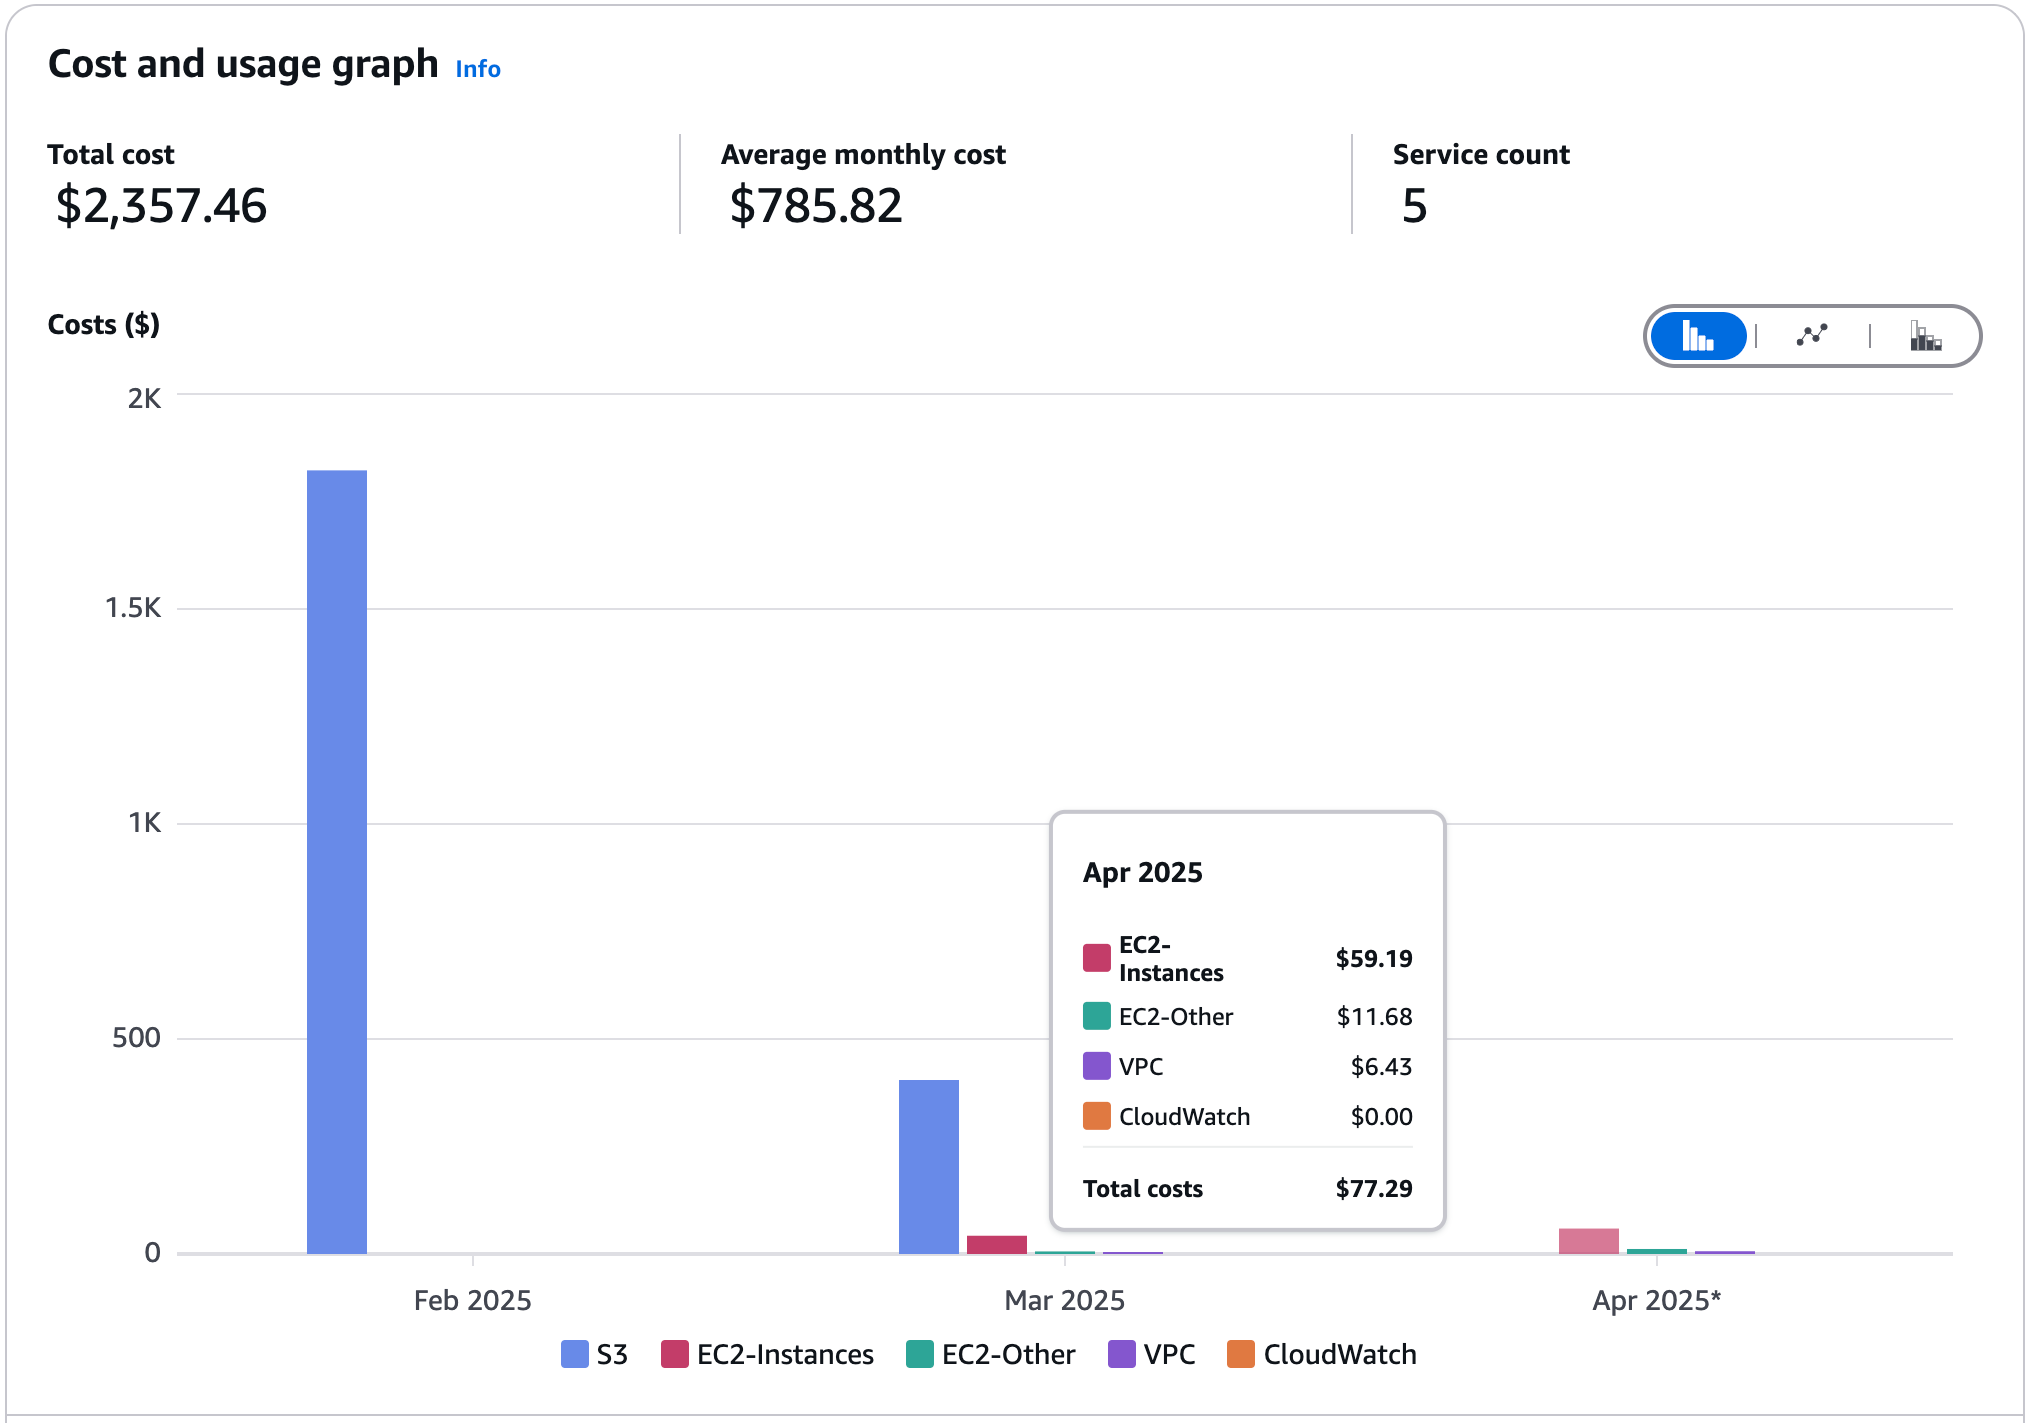 Cost and usage graph Info
Total cost
$2,357.46
Average monthly cost
$785.82
Service count
5
Costs ($)
2K
1.5K
1K
500
0
Apr 2025
EC2-
Instances
$59.19
EC2-Other $11.68
VPC $6.43
CloudWatch $0.00
Total costs $77.29
Feb 2025 Mar 2025 Apr 2025*
S3 EC2-Instances EC2-Other VPC CloudWatch